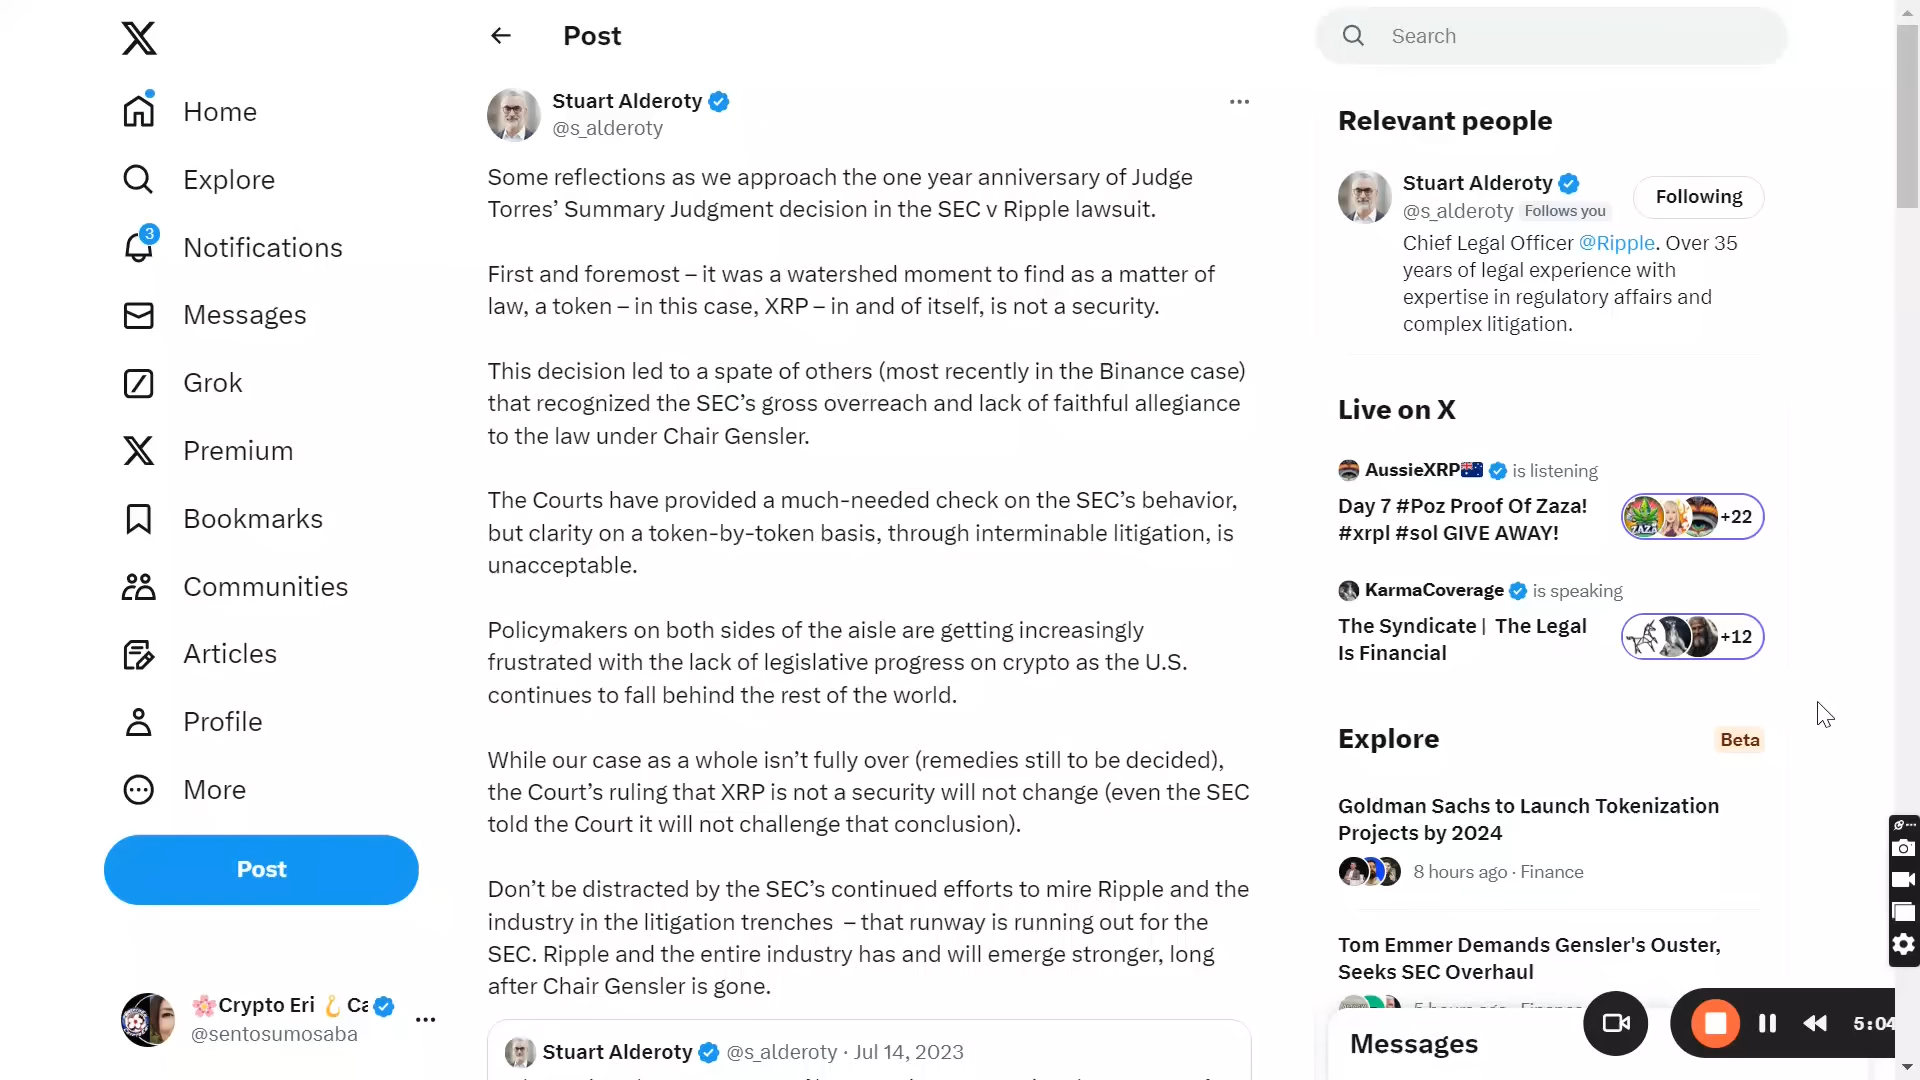 Home
Explore
3
Notifications
Messages
Grok
Premium
Bookmarks
Communities
Articles
Profile
More
Post
🌸Crypto Eri 🪝 Ca
@sentosumosaba
Post
Stuart Alderoty
@s_alderoty
Some reflections as we approach the one year anniversary of Judge
Torres’ Summary Judgment decision in the SEC v Ripple lawsuit.
First and foremost – it was a watershed moment to find as a matter of
law, a token – in this case, XRP – in and of itself, is not a security.
This decision led to a spate of others (most recently in the Binance case)
that recognized the SEC’s gross overreach and lack of faithful allegiance
to the law under Chair Gensler.
The Courts have provided a much-needed check on the SEC’s behavior,
but clarity on a token-by-token basis, through interminable litigation, is
unacceptable.
Policymakers on both sides of the aisle are getting increasingly
frustrated with the lack of legislative progress on crypto as the U.S.
continues to fall behind the rest of the world.
While our case as a whole isn’t fully over (remedies still to be decided),
the Court’s ruling that XRP is not a security will not change (even the SEC
told the Court it will not challenge that conclusion).
Don’t be distracted by the SEC’s continued efforts to mire Ripple and the
industry in the litigation trenches – that runway is running out for the
SEC. Ripple and the entire industry has and will emerge stronger, long
after Chair Gensler is gone.
Stuart Alderoty @s_alderoty · Jul 14, 2023
Search
Relevant people
Stuart Alderoty
@s_alderoty Follows you
Following
Chief Legal Officer @Ripple. Over 35
years of legal experience with
expertise in regulatory affairs and
complex litigation.
Live on X
AussieXRP🇦🇺 is listening
Day 7 #Poz Proof Of Zaza!
#xrpl #sol GIVE AWAY!
ZAZA
+22
KarmaCoverage is speaking
The Syndicate | The Legal
Is Financial
+12
Explore
Beta
Goldman Sachs to Launch Tokenization
Projects by 2024
8 hours ago · Finance
Tom Emmer Demands Gensler's Ouster,
Seeks SEC Overhaul
5 hours ago · Finance
Messages
5:04